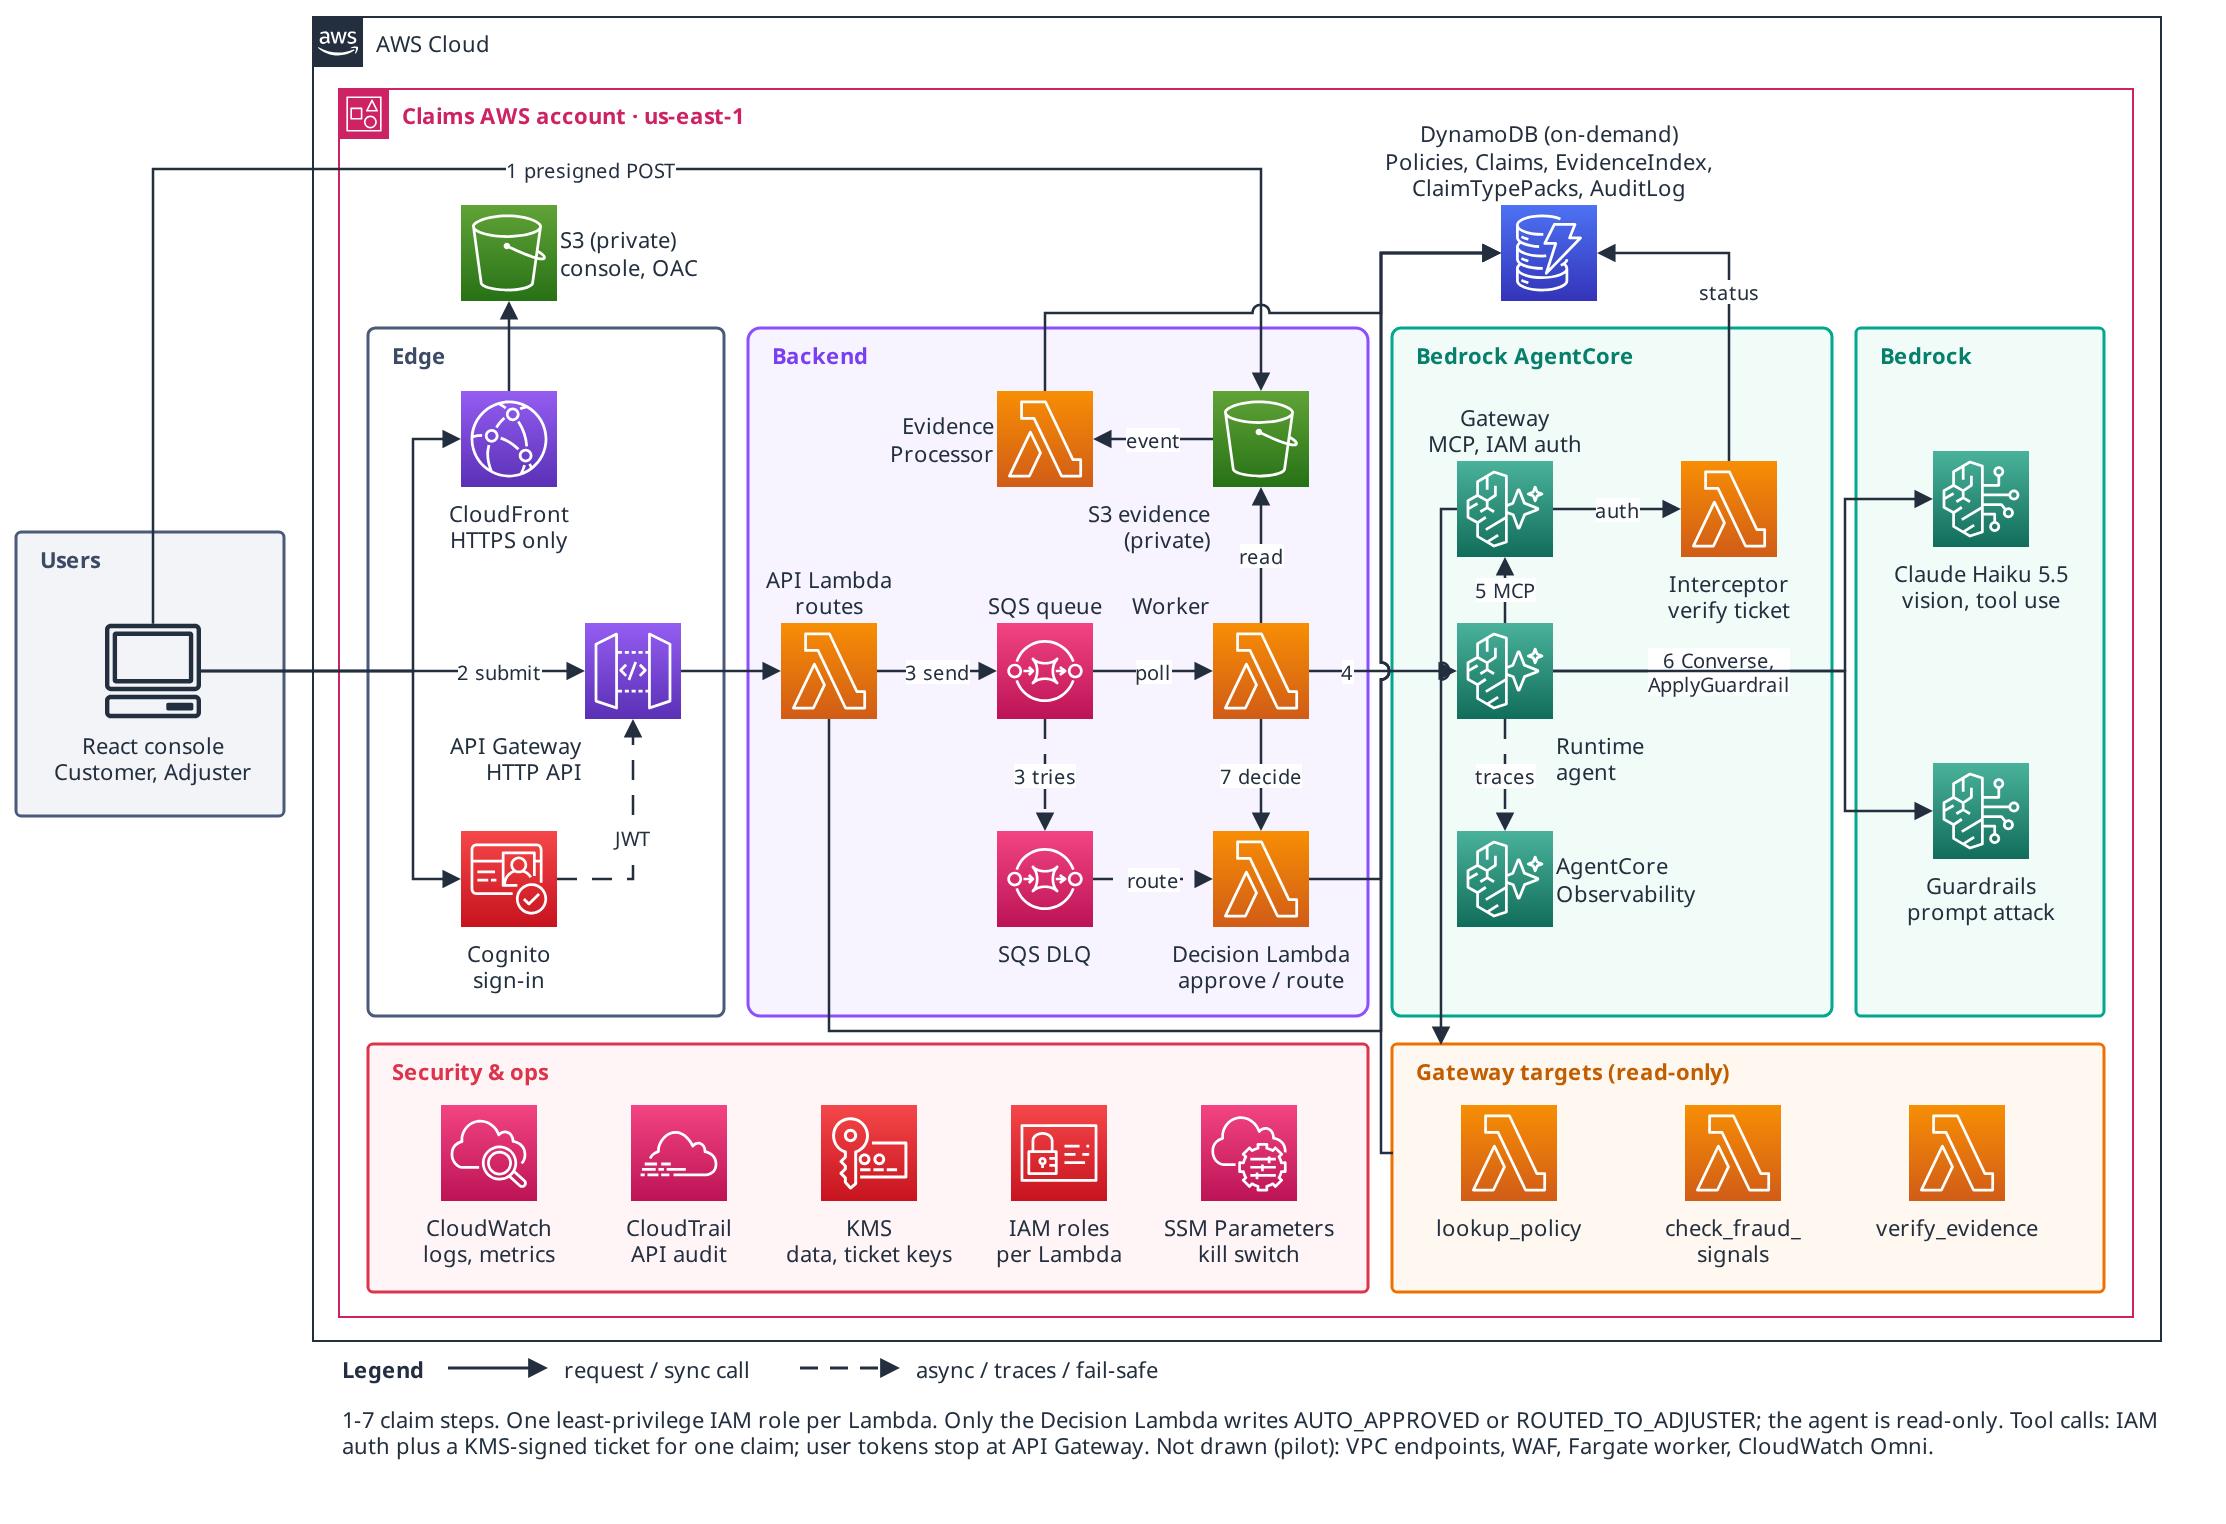 aws
AWS Cloud
Claims AWS account · us-east-1
DynamoDB (on-demand)
Policies, Claims, EvidenceIndex,
ClaimTypePacks, AuditLog
1 presigned POST
S3 (private)
console, OAC
status
Edge
Backend
Bedrock AgentCore
Bedrock
Gateway
MCP, IAM auth
Evidence
Processor
event
CloudFront
HTTPS only
S3 evidence
(private)
auth
read
Users
API Lambda
routes
SQS queue
Worker
5 MCP
Interceptor
verify ticket
Claude Haiku 5.5
vision, tool use
2 submit
3 send
poll
4
6 Converse,
ApplyGuardrail
React console
Customer, Adjuster
API Gateway
HTTP API
3 tries
7 decide
traces
Runtime
agent
JWT
route
AgentCore
Observability
Guardrails
prompt attack
Cognito
sign-in
SQS DLQ
Decision Lambda
approve / route
Security & ops
Gateway targets (read-only)
CloudWatch
logs, metrics
CloudTrail
API audit
KMS
data, ticket keys
IAM roles
per Lambda
SSM Parameters
kill switch
lookup_policy
check_fraud_
signals
verify_evidence
Legend
request / sync call
async / traces / fail-safe
1-7 claim steps. One least-privilege IAM role per Lambda. Only the Decision Lambda writes AUTO_APPROVED or ROUTED_TO_ADJUSTER; the agent is read-only. Tool calls: IAM
auth plus a KMS-signed ticket for one claim; user tokens stop at API Gateway. Not drawn (pilot): VPC endpoints, WAF, Fargate worker, CloudWatch Omni.